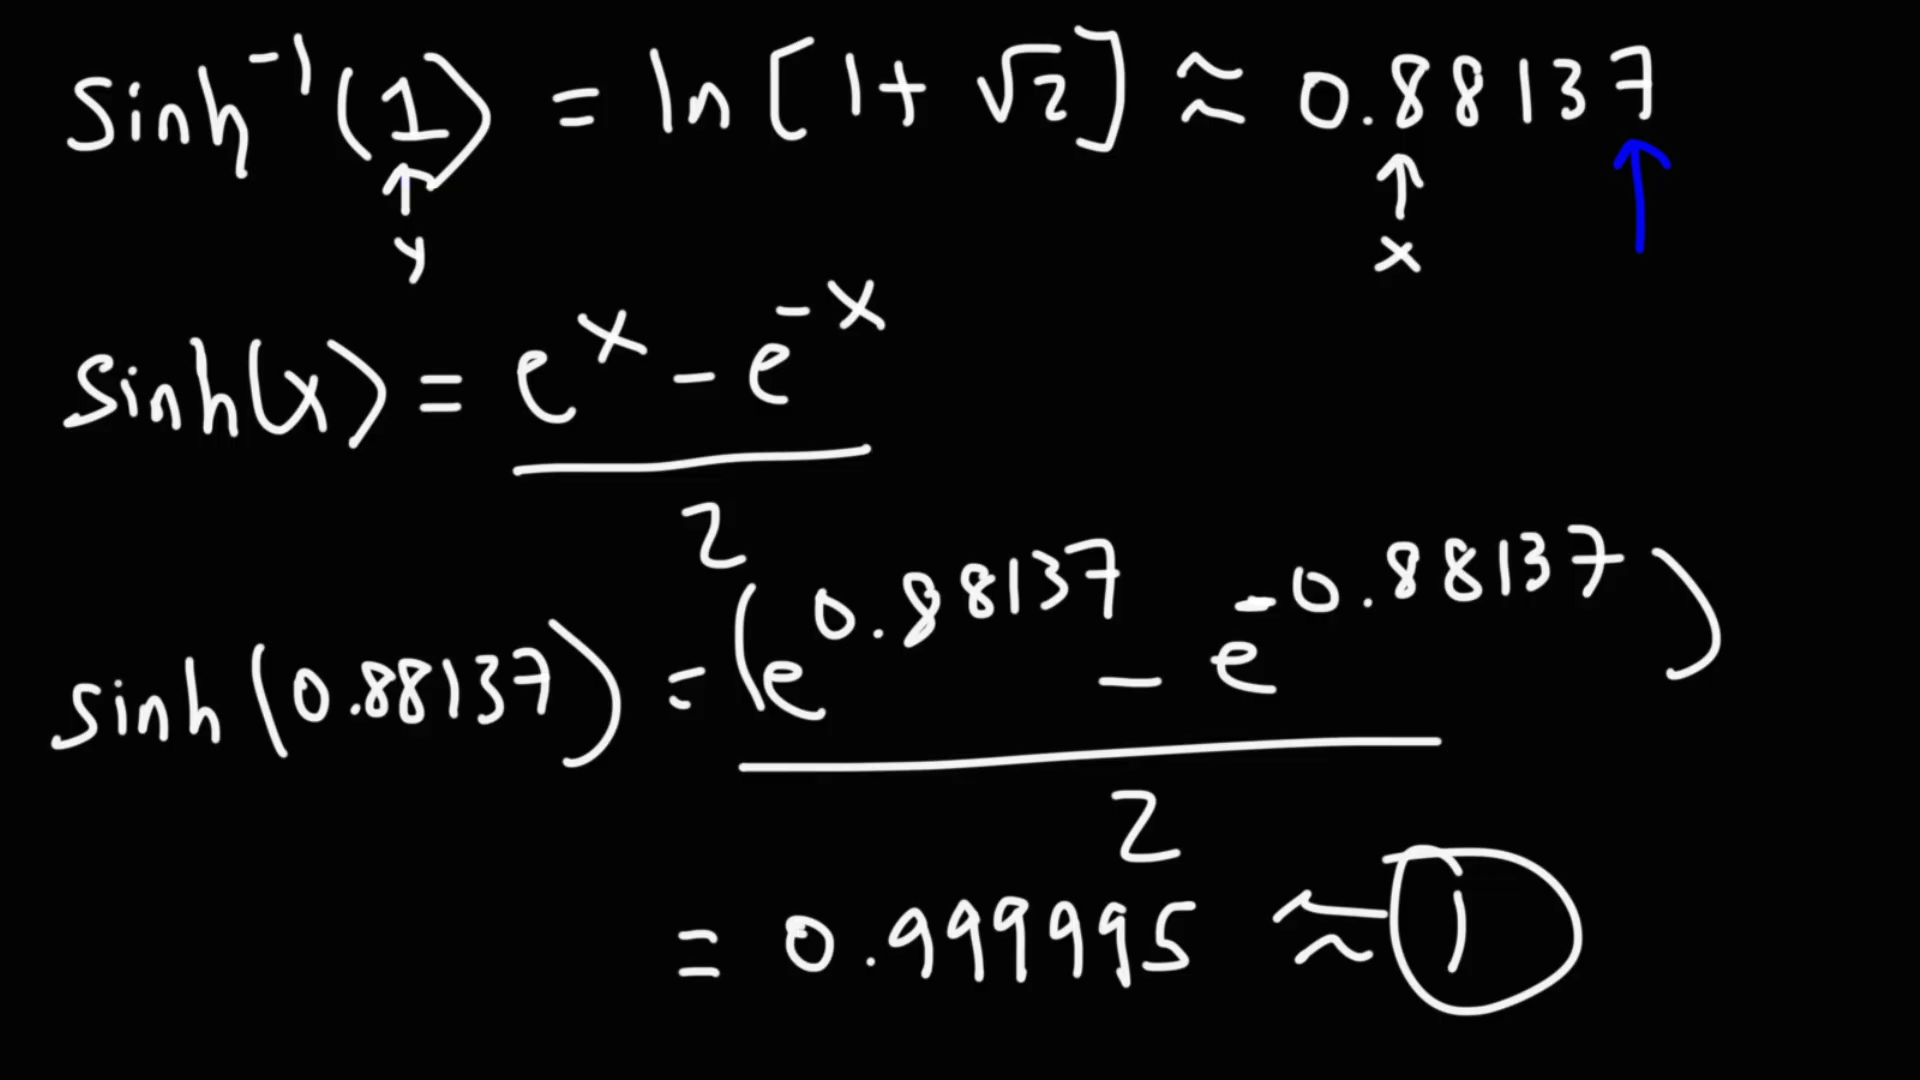 sinh⁻¹(1) = ln[1+√2] ≈ 0.88137
↑ ↑ ↑
y x
sinh(x) = (eˣ - e⁻ˣ)/2
sinh(0.88137) = (e^0.88137 - e^-0.88137)/2
= 0.999995 ≈ 1